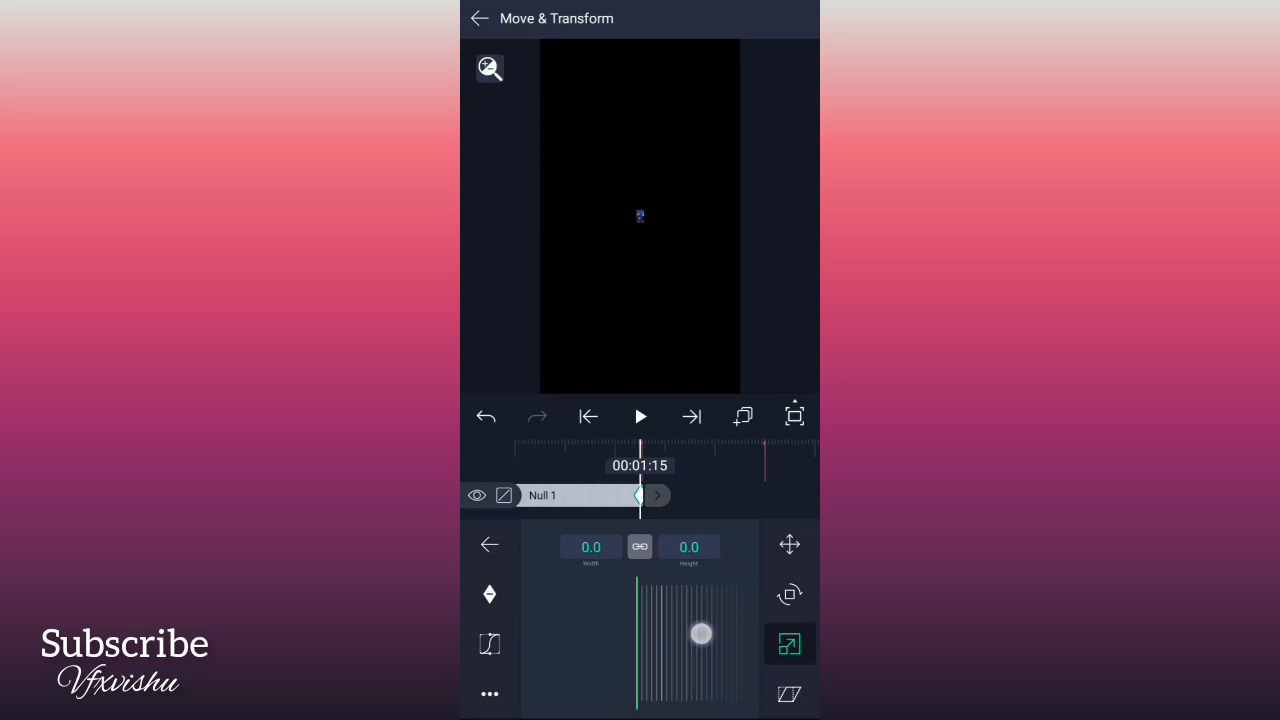 Move & Transform
00:01:15
Null 1
0.0
0.0
Width
Height
Subscribe
Vfxvishu